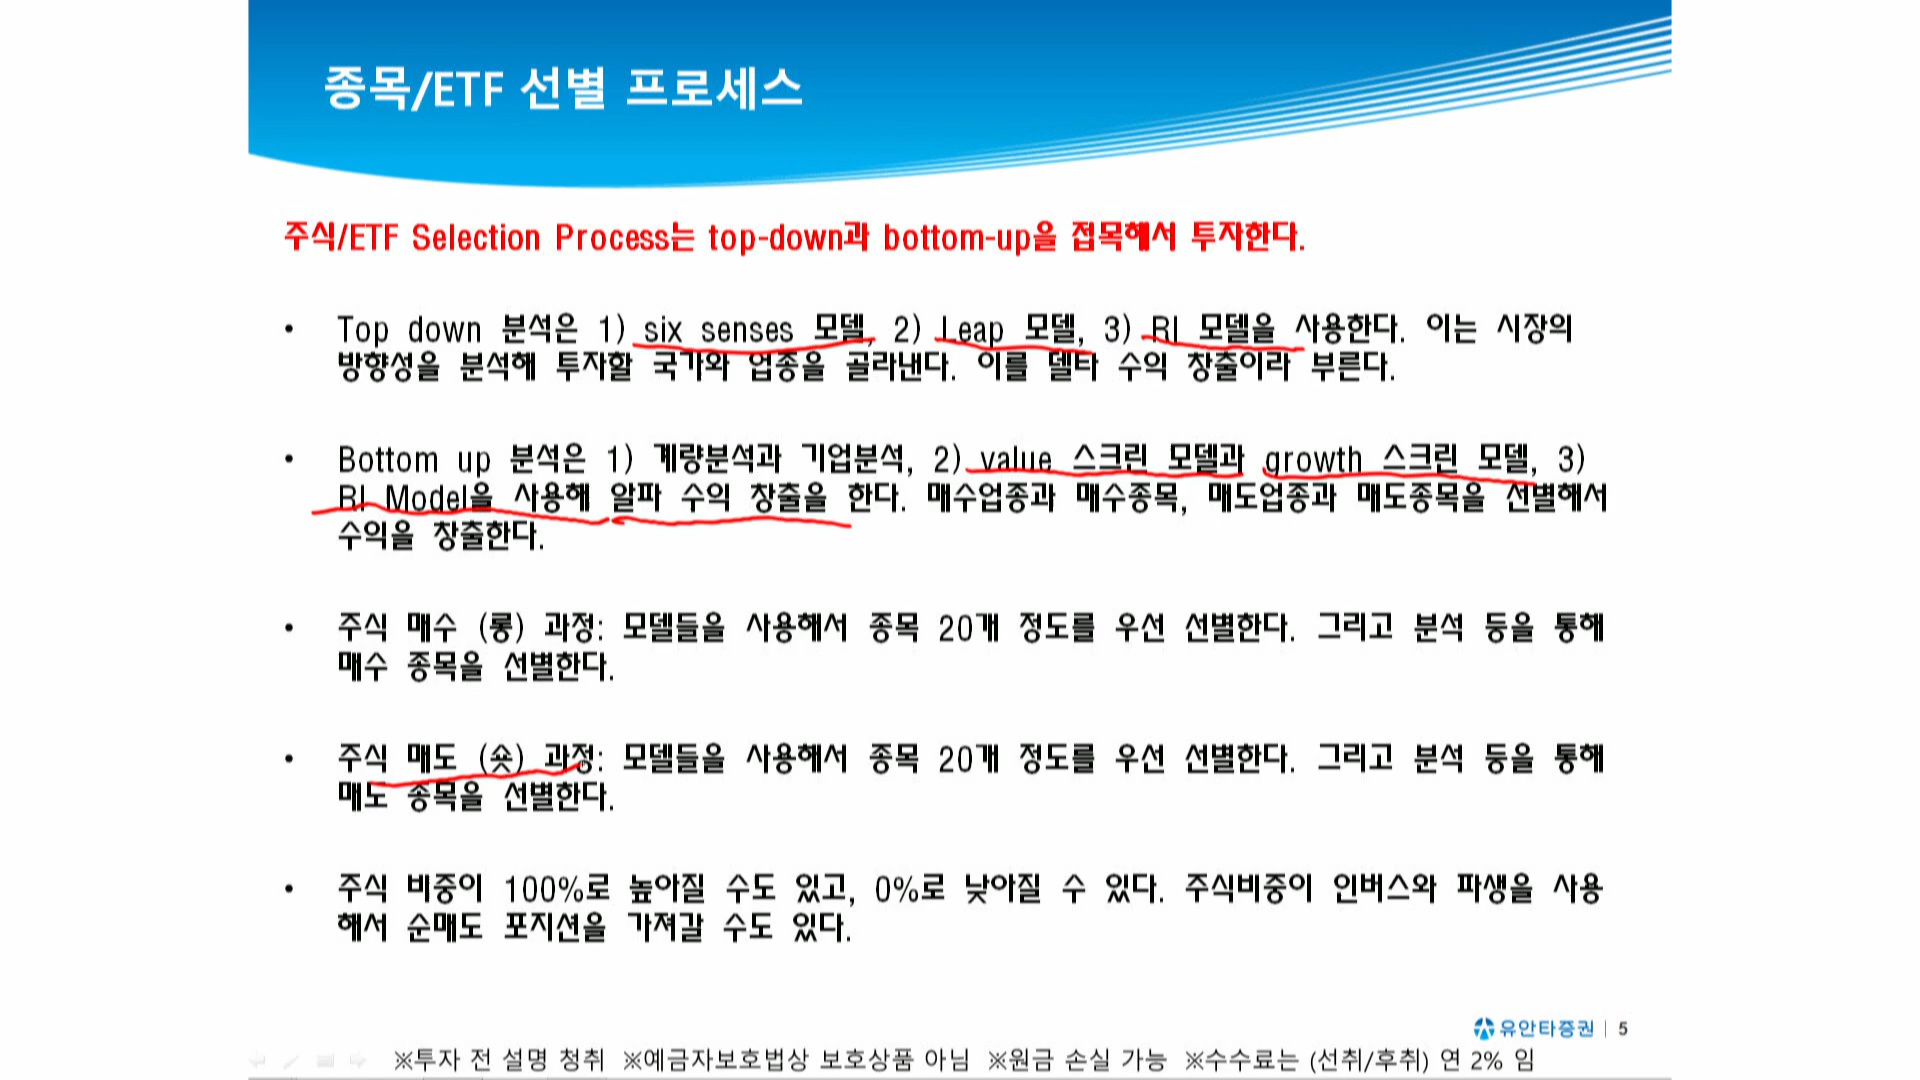 종목/ETF 선별 프로세스
주식/ETF Selection Process는 top-down과 bottom-up을 접목해서 투자한다.
• Top down 분석은 1) six senses 모델, 2) Leap 모델, 3) RI 모델을 사용한다. 이는 시장의
방향성을 분석해 투자할 국가와 업종을 골라낸다. 이를 델타 수익 창출이라 부른다.
• Bottom up 분석은 1) 계량분석과 기업분석, 2) value 스크린 모델과 growth 스크린 모델, 3)
RI Model을 사용해 알파 수익 창출을 한다. 매수업종과 매수종목, 매도업종과 매도종목을 선별해서
수익을 창출한다.
• 주식 매수 (롱) 과정: 모델들을 사용해서 종목 20개 정도를 우선 선별한다. 그리고 분석 등을 통해
매수 종목을 선별한다.
• 주식 매도 (숏) 과정: 모델들을 사용해서 종목 20개 정도를 우선 선별한다. 그리고 분석 등을 통해
매도 종목을 선별한다.
• 주식 비중이 100%로 높아질 수도 있고, 0%로 낮아질 수 있다. 주식비중이 인버스와 파생을 사용
해서 순매도 포지션을 가져갈 수도 있다.
유안타증권 | 5
※투자 전 설명 청취 ※예금자보호법상 보호상품 아님 ※원금 손실 가능 ※수수료는 (선취/후취) 연 2% 임